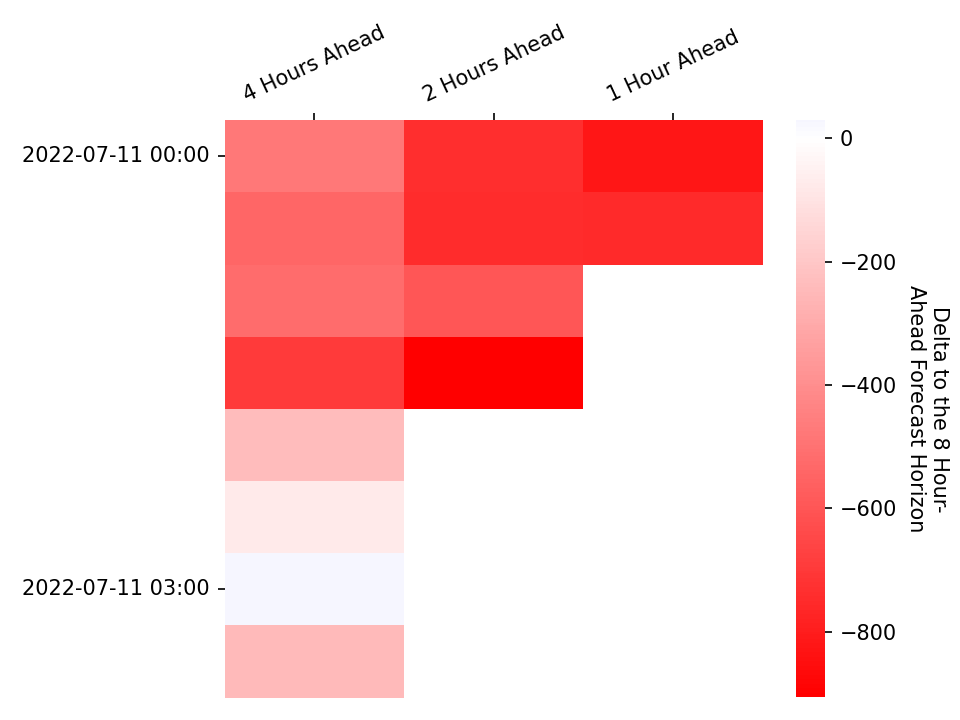 4 Hours Ahead
2 Hours Ahead
1 Hour Ahead
2022-07-11 00:00
2022-07-11 03:00
0
−200
−400
−600
−800
Delta to the 8 Hour-
Ahead Forecast Horizon